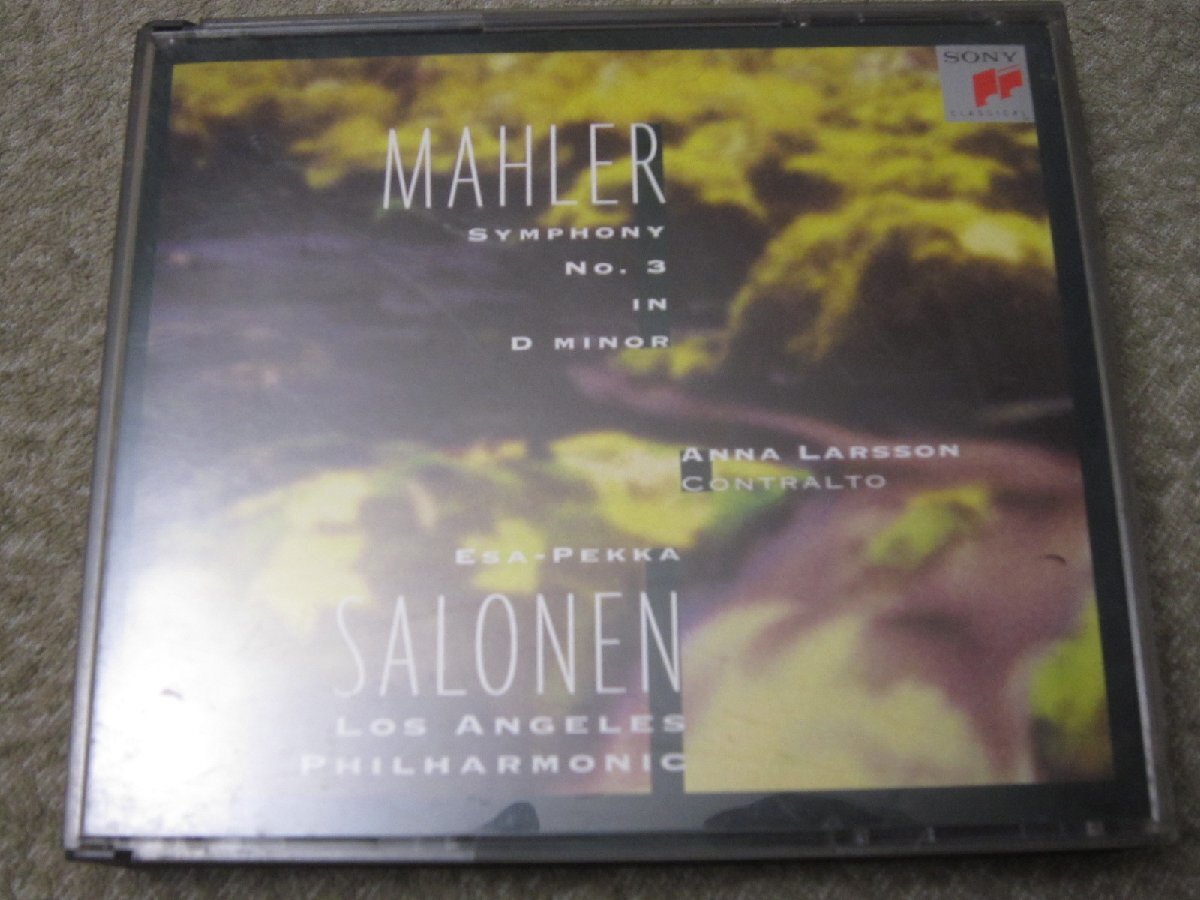 SONY
CLASSICAL
MAHLER
SYMPHONY
NO. 3
IN
D MINOR
ANNA LARSSON
CONTRALTO
ESA-PEKKA
SALONEN
LOS ANGELES
PHILHARMONIC